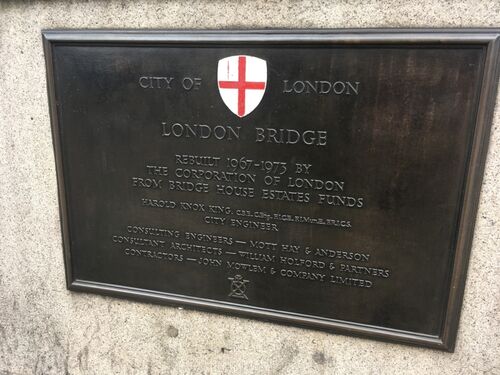 CITY OF LONDON
LONDON BRIDGE
REBUILT 1967-1973 BY
THE CORPORATION OF LONDON
FROM BRIDGE HOUSE ESTATES FUNDS
HAROLD KNOX KING, C.B.E., C.Eng., F.I.C.E., F.I.Mun.E., F.R.I.C.S.
CITY ENGINEER
CONSULTING ENGINEERS — MOTT HAY & ANDERSON
CONSULTANT ARCHITECTS — WILLIAM HOLFORD & PARTNERS
CONTRACTORS — JOHN MOWLEM & COMPANY LIMITED